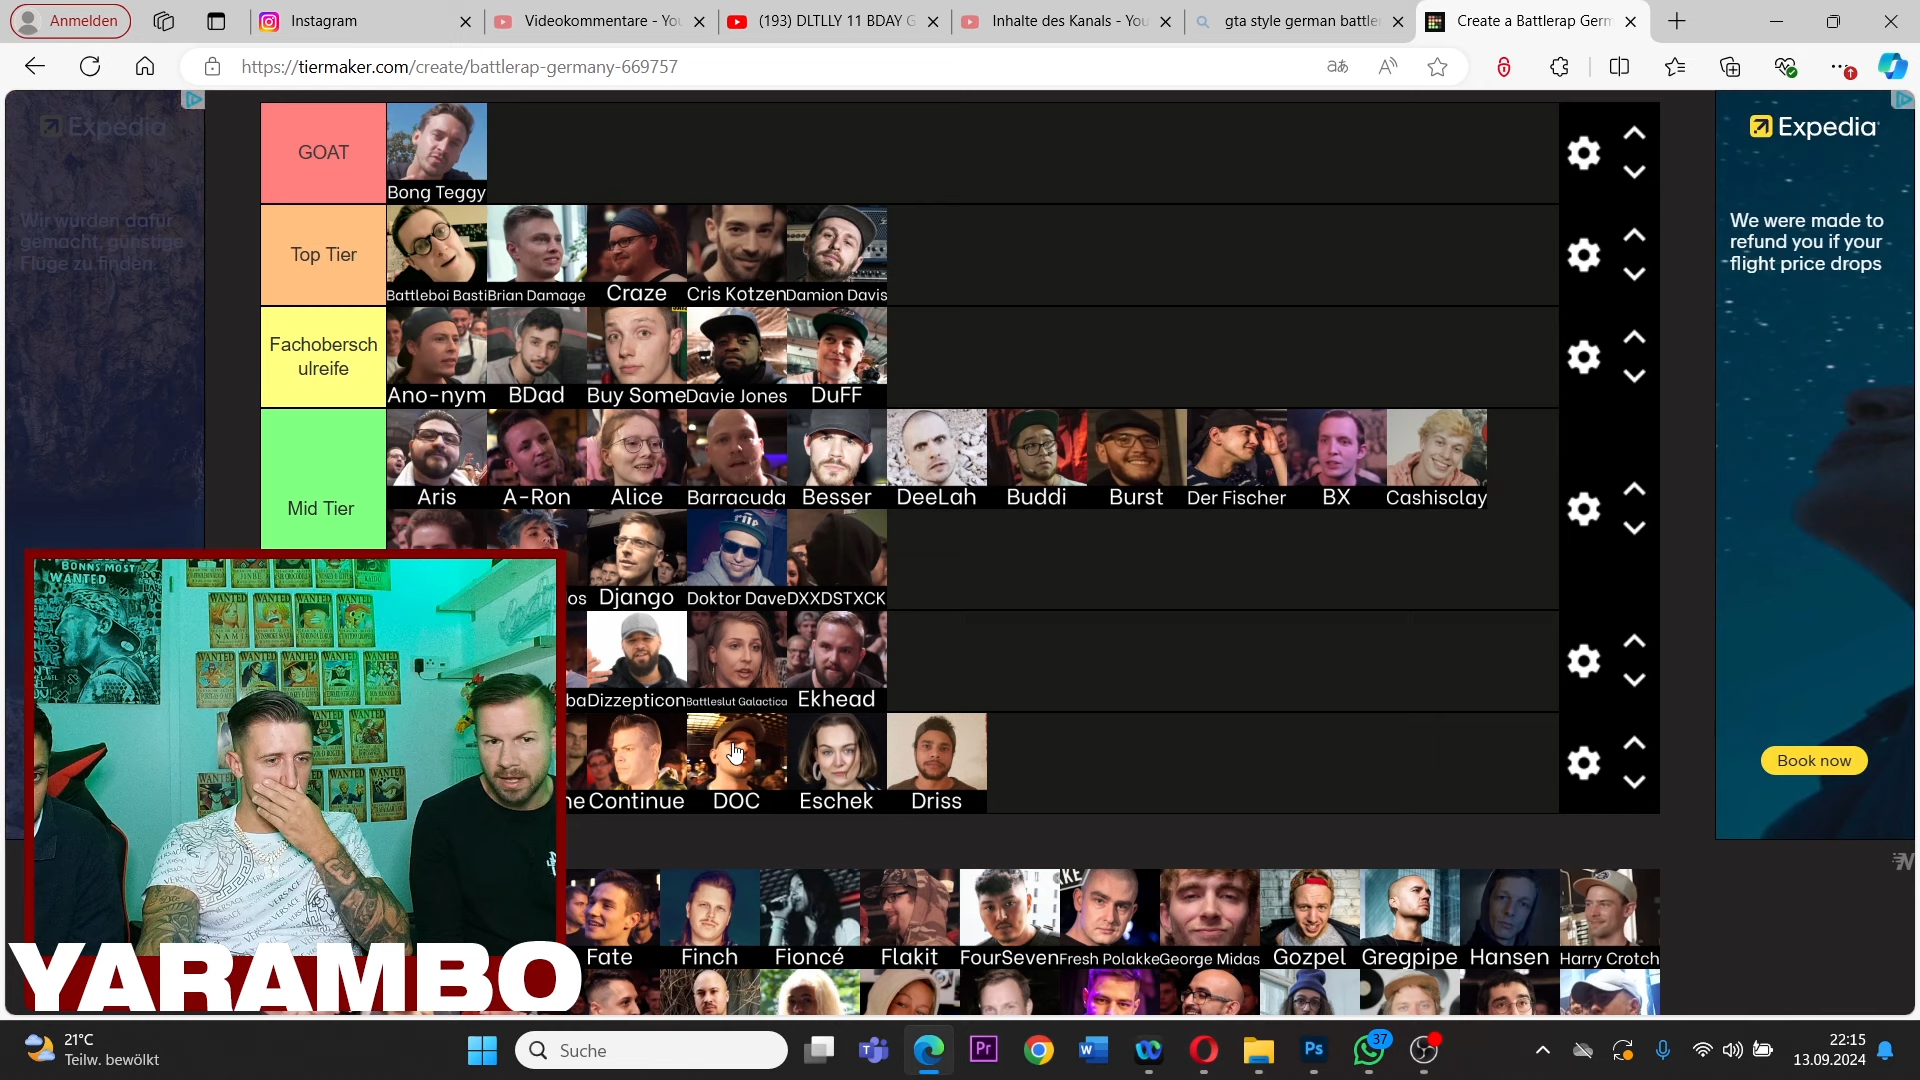 Anmelden
Instagram
Videokommentare - You
(193) DLTLLY 11 BDAY G
Inhalte des Kanals - You
gta style german battle
Create a Battlerap Germ
https://tiermaker.com/create/battlerap-germany-669757
Expedia
Wir wurden dafür
gemacht, günstige
Flüge zu finden.
Expedia
We were made to
refund you if your
flight price drops
Book now
GOAT
Bong Teggy
Top Tier
Battleboi Basti
Brian Damage
Craze
Cris Kotzen
Damion Davis
Fachobersch
ulreife
Ano-nym
BDad
Buy Some
Davie Jones
DuFF
Mid Tier
Aris
A-Ron
Alice
Barracuda
Besser
DeeLah
Buddi
Burst
Der Fischer
BX
Cashisclay
os
Django
Doktor Dave
DXXDSTXCK
ba
Dizzepticon
Battleslut Galactica
Ekhead
ne
Continue
DOC
Eschek
Driss
BONNS MOST
WANTED
Fate
Finch
Fioncé
Flakit
FourSeven
Fresh Polakke
George Midas
Gozpel
Gregpipe
Hansen
Harry Crotch
YARAMBO
21°C
Teilw. bewölkt
Suche
37
22:15
13.09.2024